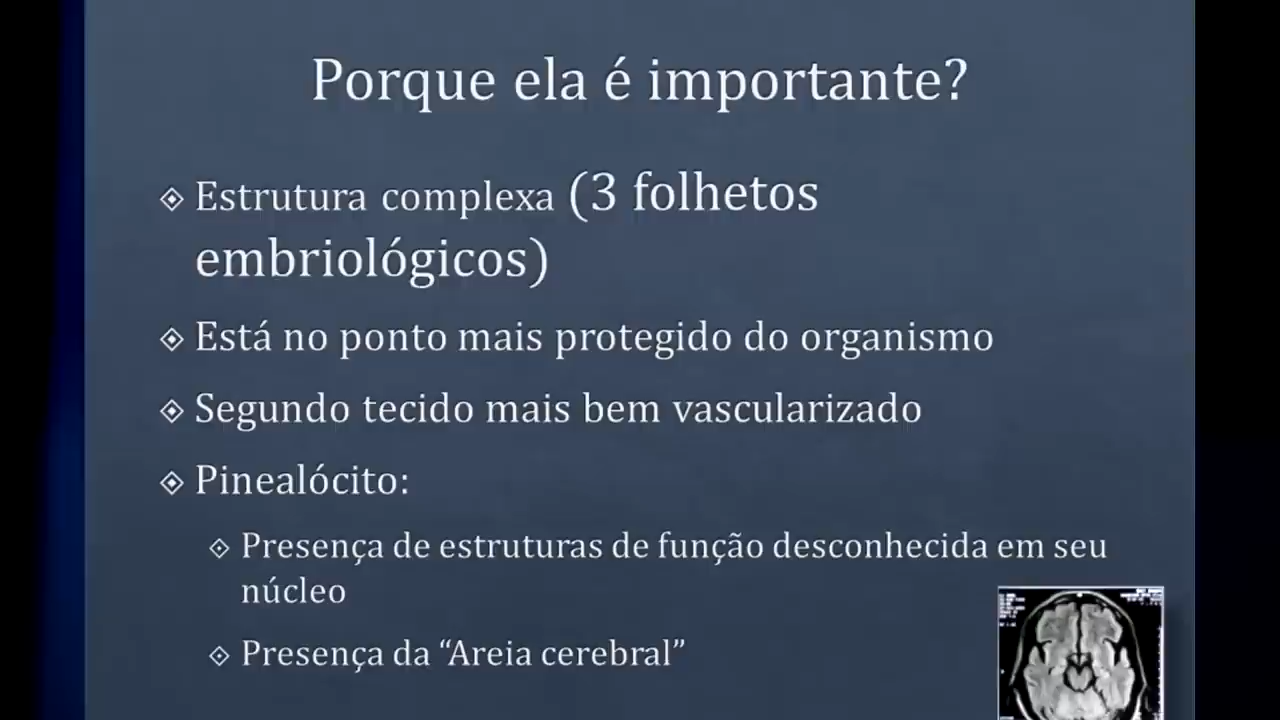 Porque ela é importante?
Estrutura complexa (3 folhetos
embriológicos)
Está no ponto mais protegido do organismo
Segundo tecido mais bem vascularizado
Pinealócito:
Presença de estruturas de função desconhecida em seu
núcleo
Presença da “Areia cerebral”